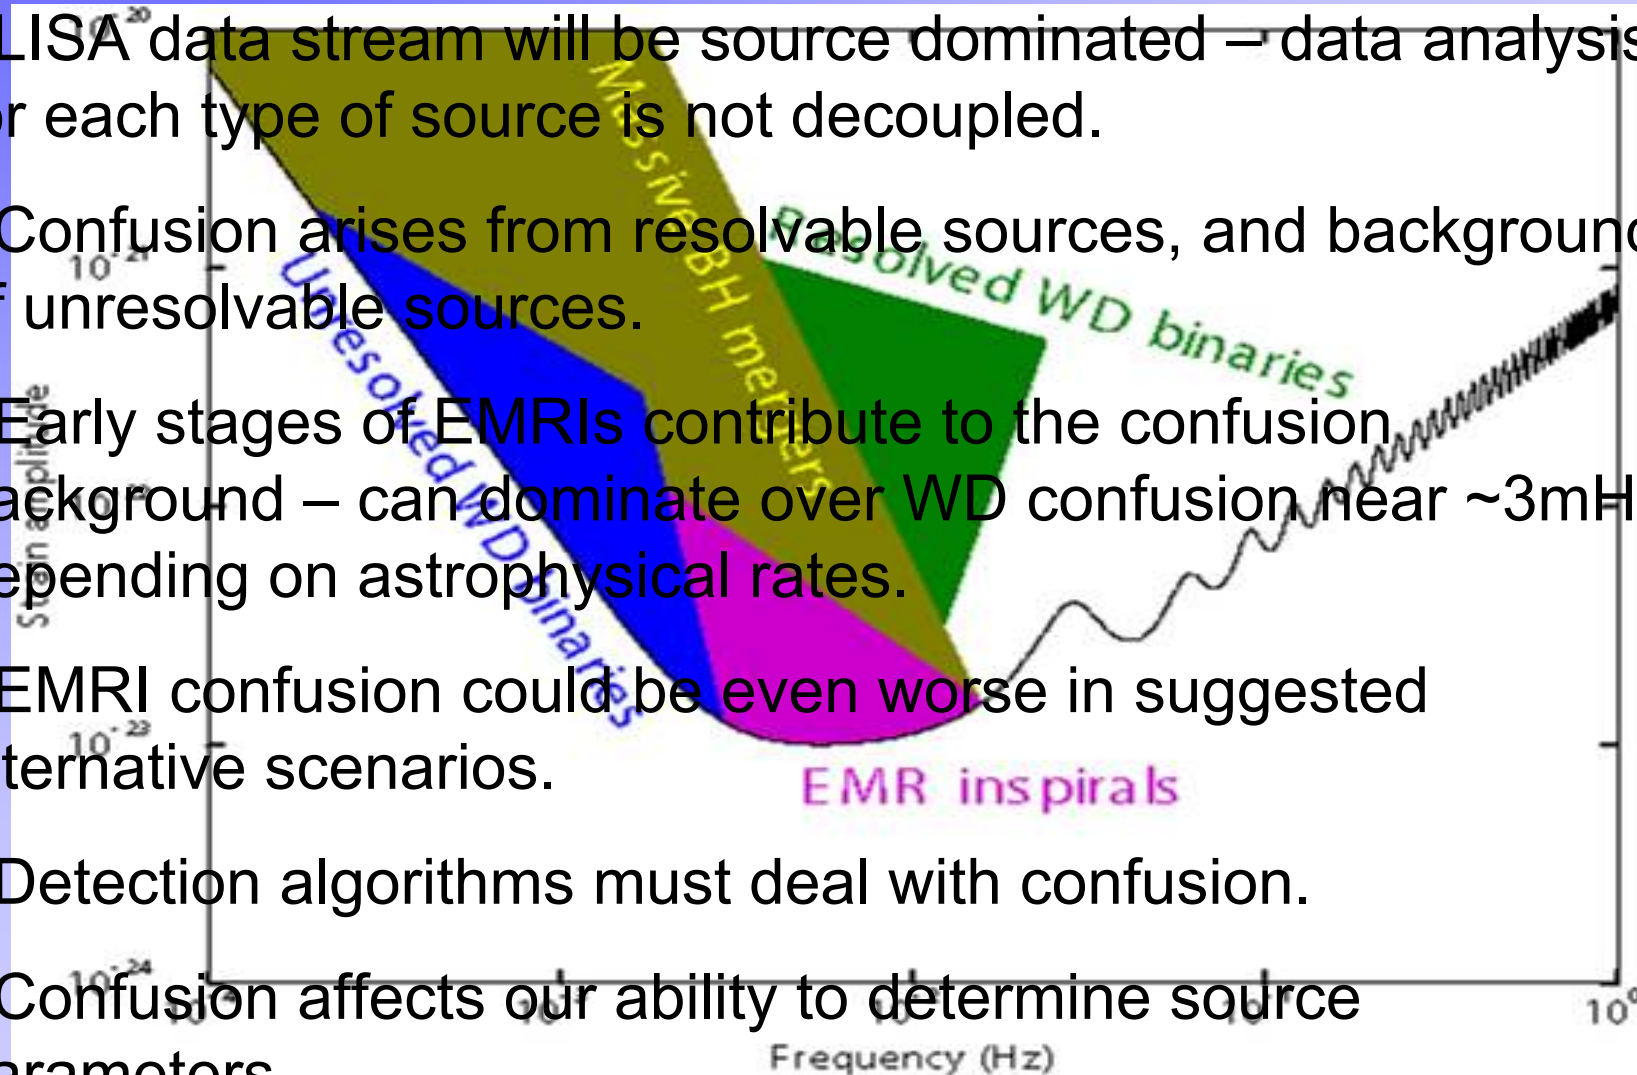 LISA data stream will be source dominated – data analysis
r each type of source is not decoupled.
Confusion arises from resolvable sources, and background
unresolvable sources.
Early stages of EMRIs contribute to the confusion
ackground – can dominate over WD confusion near ~3mH
epending on astrophysical rates.
EMRI confusion could be even worse in suggested
ternative scenarios.
Detection algorithms must deal with confusion.
Confusion affects our ability to determine source
arameters
Massive BH mergers
Resolved WD binaries
Unresolved WD binaries
EMR inspirals
Strain amplitude
10-20
10-21
10-23
10-24
100
Frequency (Hz)